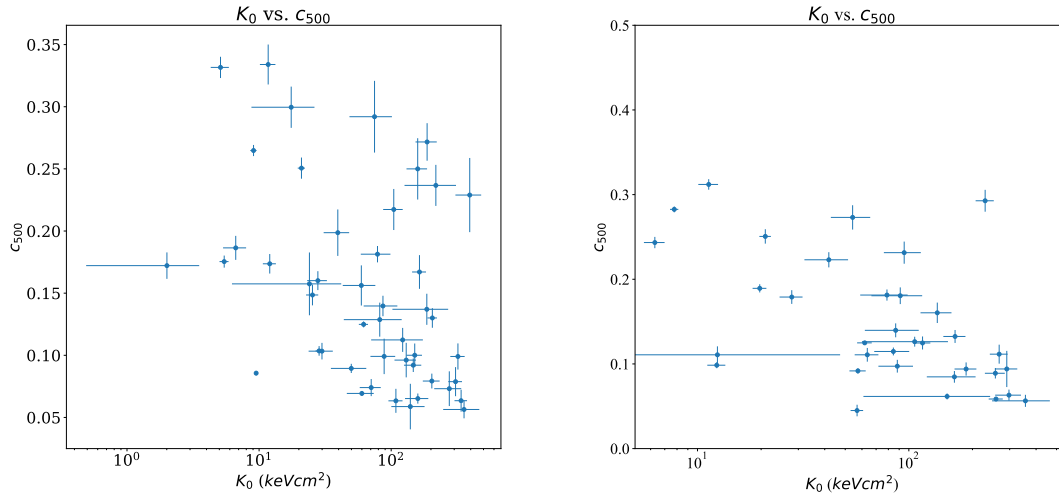 K₀ vs. c₅₀₀
0.35
0.30
0.25
0.20
0.15
0.10
0.05
c₅₀₀
10⁰ 10¹ 10²
K₀ (keVcm²)
K₀ vs. c₅₀₀
0.5
0.4
0.3
0.2
0.1
0.0
c₅₀₀
10¹ 10²
K₀ (keVcm²)